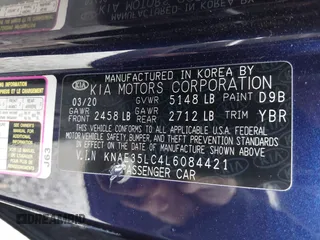 MANUFACTURED IN KOREA BY
KIA KIA MOTORS CORPORATION
03/20 GVWR 5148 LB PAINT D9B
GAWR FRONT 2458 LB GAWR REAR 2712 LB TRIM YBR
THIS VEHICLE CONFORMS TO ALL APPLICABLE U.S. FEDERAL
MOTOR VEHICLE SAFETY, BUMPER, AND THEFT PREVENTION
STANDARDS IN EFFECT ON THE DATE OF MANUFACTURE
SHOWN ABOVE.
V.I.N KNAE35LC4L6084421
PASSENGER CAR
J63